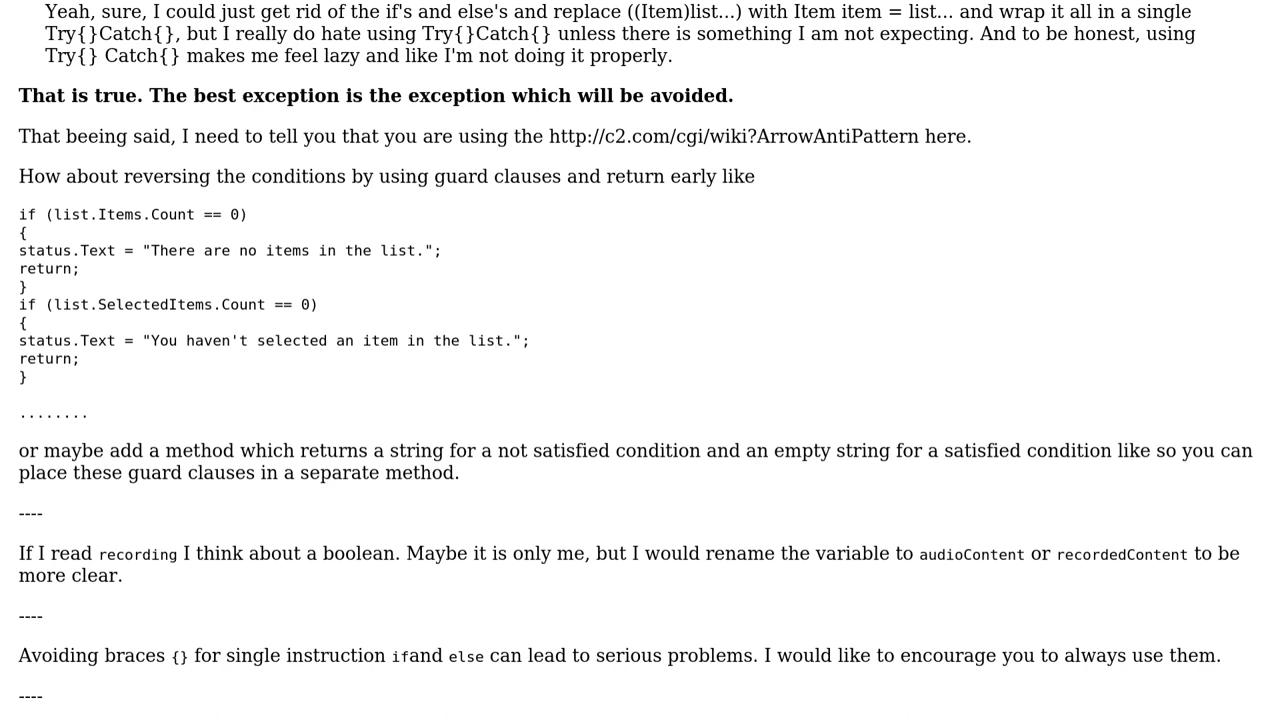 Yeah, sure, I could just get rid of the if's and else's and replace ((Item)list...) with Item item = list... and wrap it all in a single
Try{}Catch{}, but I really do hate using Try{}Catch{} unless there is something I am not expecting. And to be honest, using
Try{} Catch{} makes me feel lazy and like I'm not doing it properly.
That is true. The best exception is the exception which will be avoided.
That beeing said, I need to tell you that you are using the http://c2.com/cgi/wiki?ArrowAntiPattern here.
How about reversing the conditions by using guard clauses and return early like
if (list.Items.Count == 0)
{
status.Text = "There are no items in the list.";
return;
}
if (list.SelectedItems.Count == 0)
{
status.Text = "You haven't selected an item in the list.";
return;
}
........
or maybe add a method which returns a string for a not satisfied condition and an empty string for a satisfied condition like so you can
place these guard clauses in a separate method.
----
If I read recording I think about a boolean. Maybe it is only me, but I would rename the variable to audioContent or recordedContent to be
more clear.
----
Avoiding braces {} for single instruction ifand else can lead to serious problems. I would like to encourage you to always use them.
----